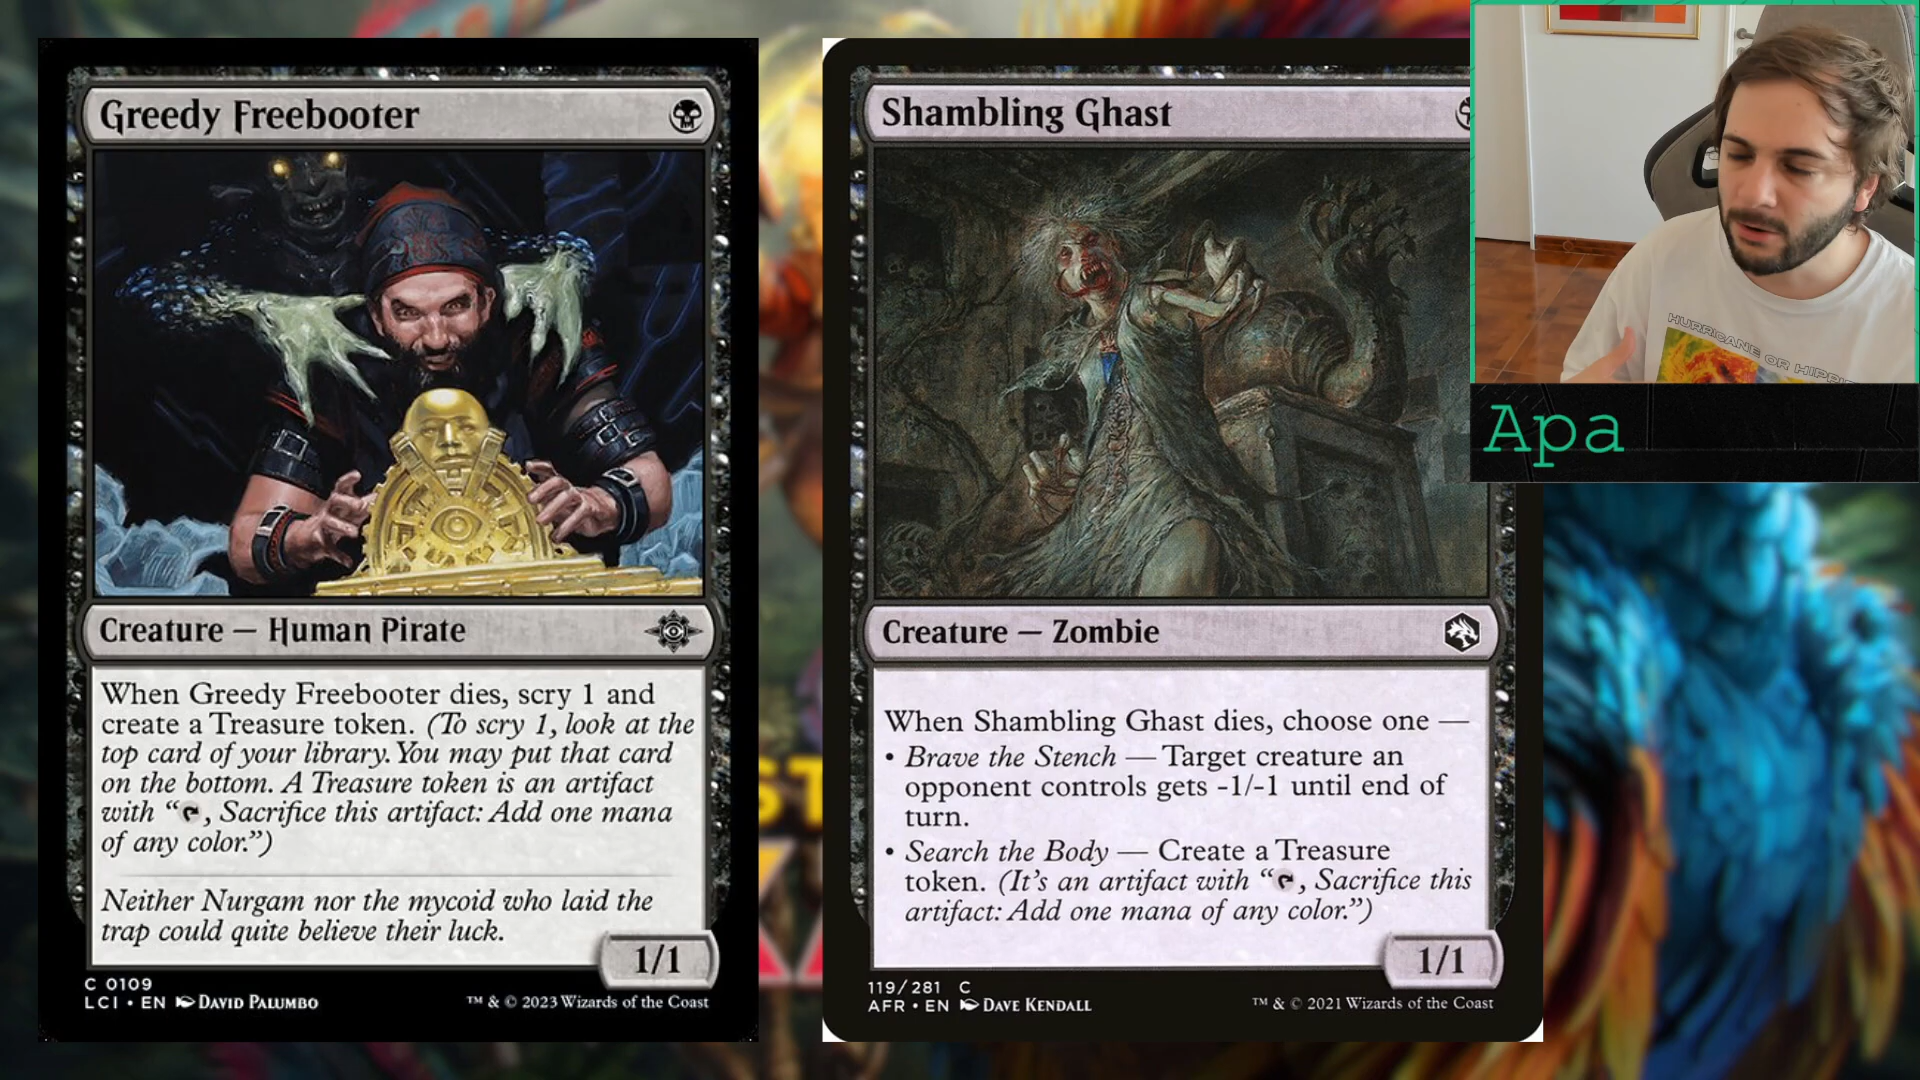 Greedy Freebooter
Creature — Human Pirate
When Greedy Freebooter dies, scry 1 and
create a Treasure token. (To scry 1, look at the
top card of your library. You may put that card
on the bottom. A Treasure token is an artifact
with “, Sacrifice this artifact: Add one mana
of any color.”)
Neither Nurgam nor the mycoid who laid the
trap could quite believe their luck.
1/1
C 0109
LCI • EN DAVID PALUMBO
™ & © 2023 Wizards of the Coast
Shambling Ghast
Creature — Zombie
When Shambling Ghast dies, choose one —
• Brave the Stench — Target creature an
opponent controls gets -1/-1 until end of
turn.
• Search the Body — Create a Treasure
token. (It’s an artifact with “, Sacrifice this
artifact: Add one mana of any color.”)
1/1
119/281 C
AFR • EN DAVE KENDALL
™ & © 2021 Wizards of the Coast
HURRICANE OR
Apa